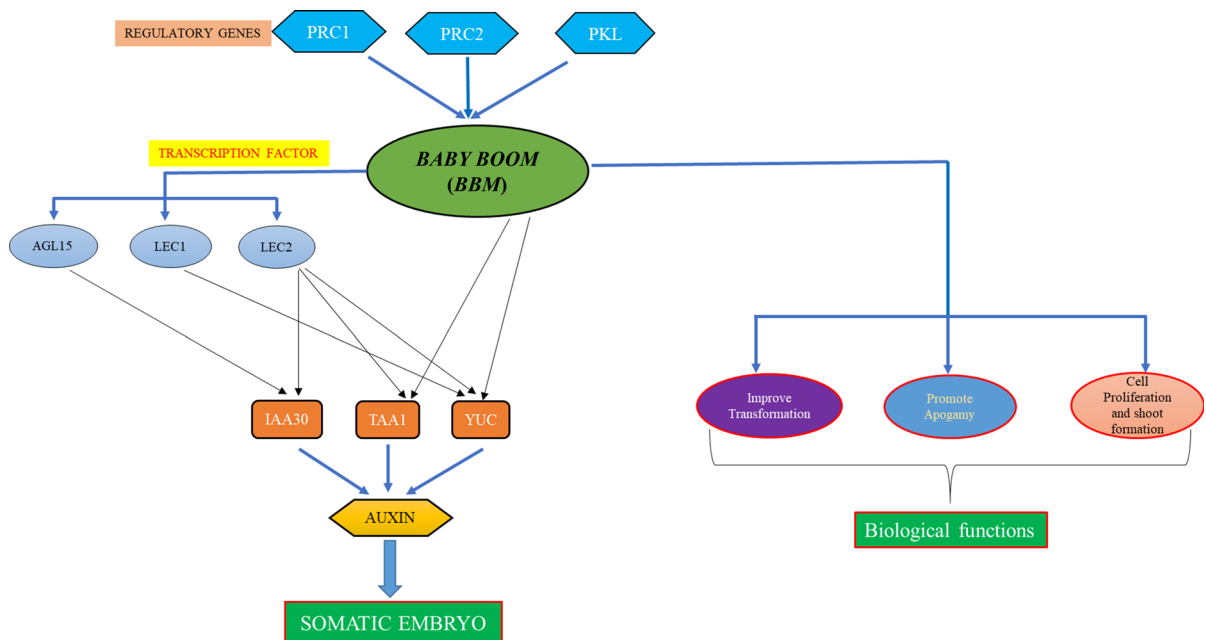 REGULATORY GENES
PRC1
PRC2
PKL
TRANSCRIPTION FACTOR
BABY BOOM
(BBM)
AGL15
LEC1
LEC2
IAA30
TAA1
YUC
AUXIN
SOMATIC EMBRYO
Improve
Transformation
Promote
Apogamy
Cell
Proliferation
and shoot
formation
Biological functions